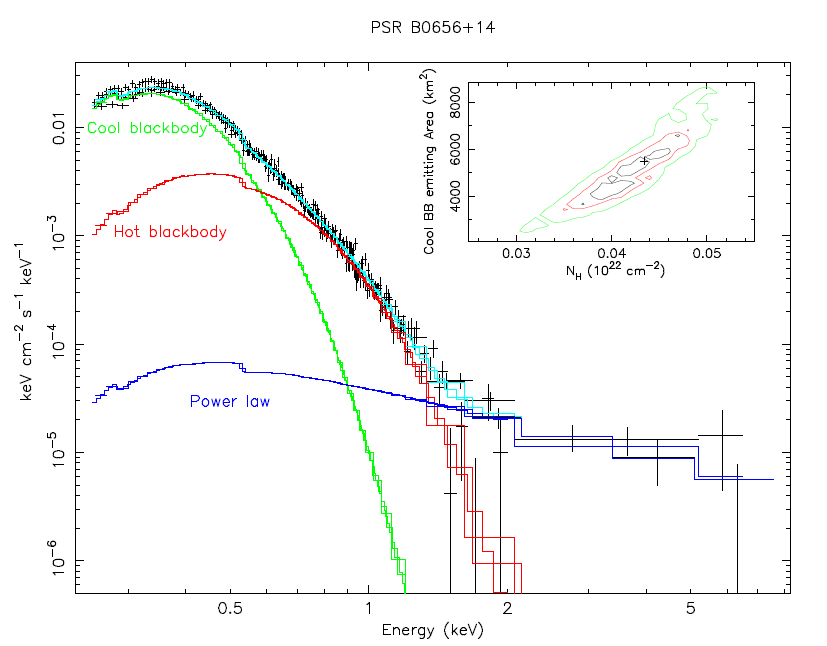 PSR B0656+14
keV cm⁻² s⁻¹ keV⁻¹
0.01
10⁻³
10⁻⁴
10⁻⁵
10⁻⁶
Cool blackbody
Hot blackbody
Power law
Cool BB emitting Area (km²)
8000
6000
4000
0.03 0.04 0.05
N_H (10²² cm⁻²)
0.5 1 2 5
Energy (keV)